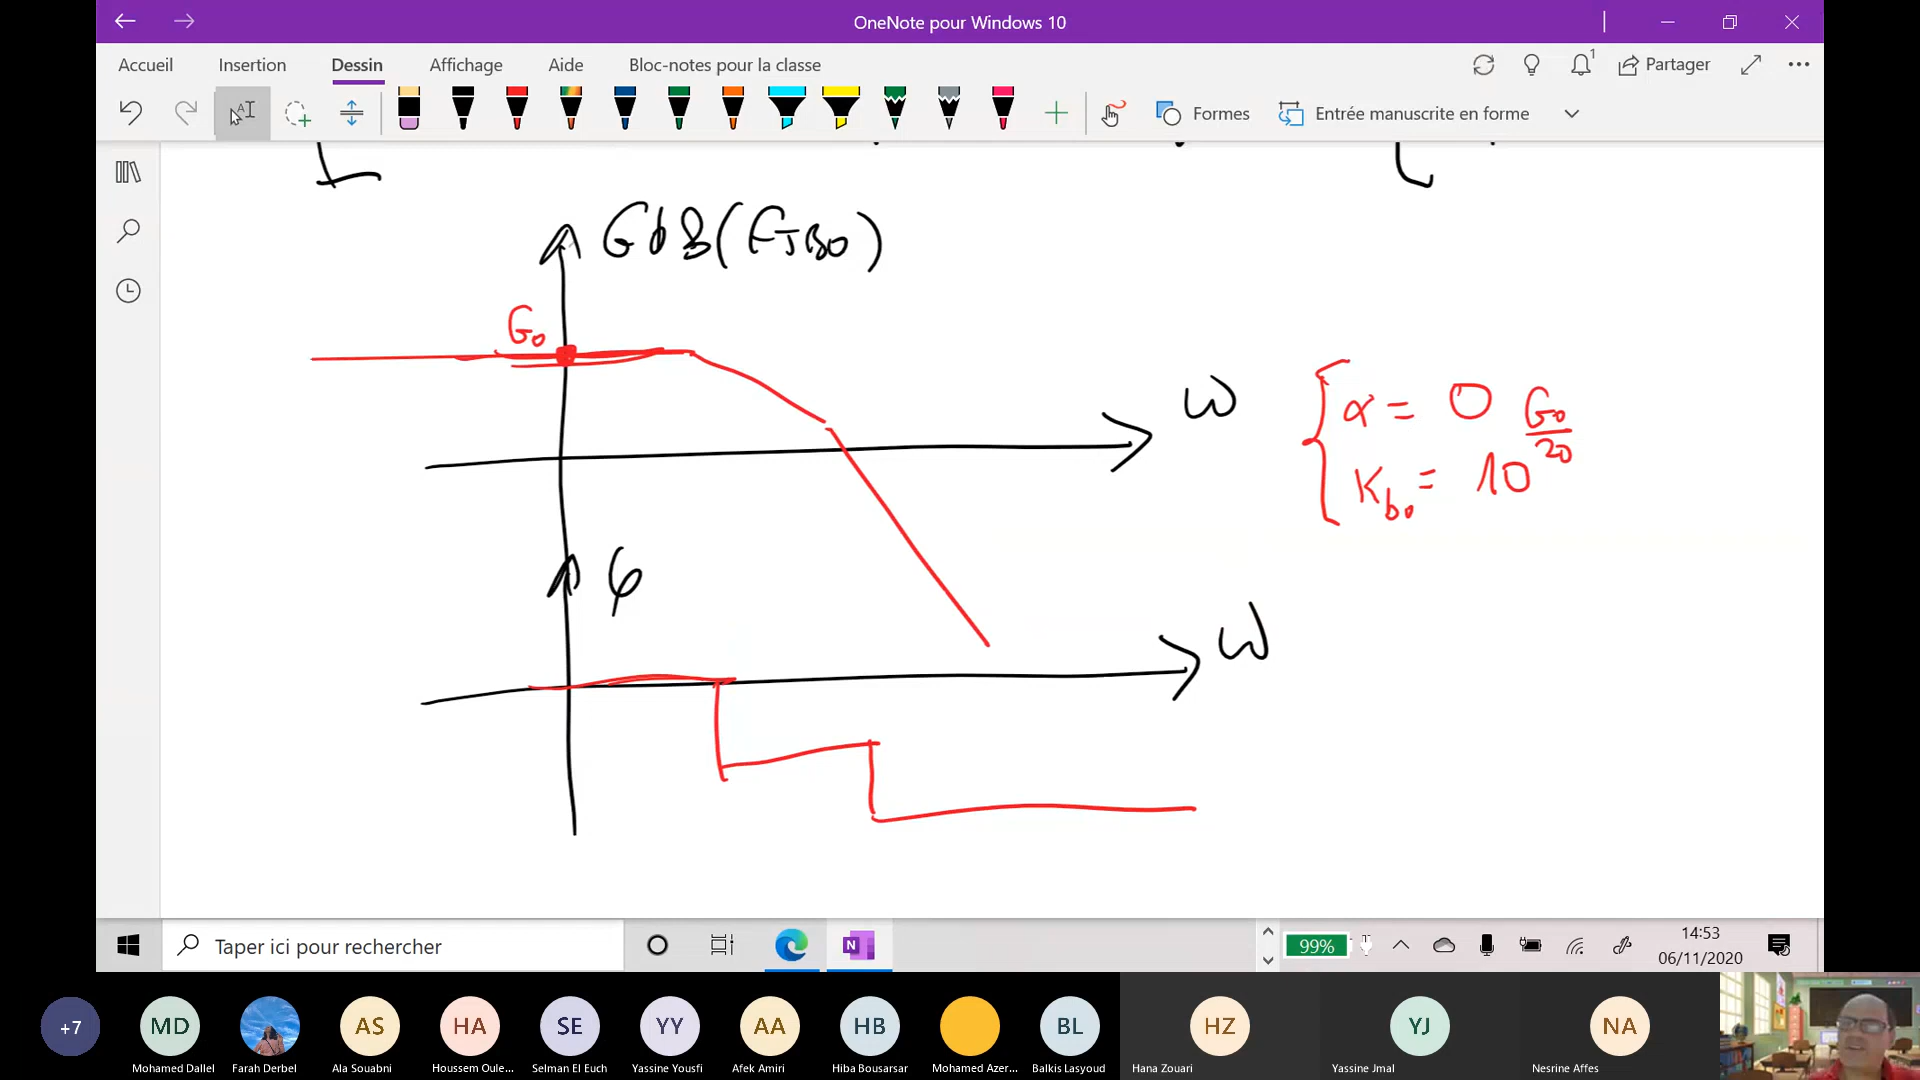 OneNote pour Windows 10
Accueil Insertion Dessin Affichage Aide Bloc-notes pour la classe
1
Partager
Formes
Entrée manuscrite en forme
GdB(FTBO)
G₀
ω
α = 0
K_b₀ = 10^(G₀/20)
φ
ω
Taper ici pour rechercher
99%
14:53
06/11/2020
+7
MD
AS
HA
SE
YY
AA
HB
BL
HZ
YJ
NA
Mohamed Dallel
Farah Derbel
Ala Souabni
Houssem Oule...
Selman El Euch
Yassine Yousfi
Afek Amiri
Hiba Bousarsar
Mohamed Azer...
Balkis Lasyoud
Hana Zouari
Yassine Jmal
Nesrine Affes